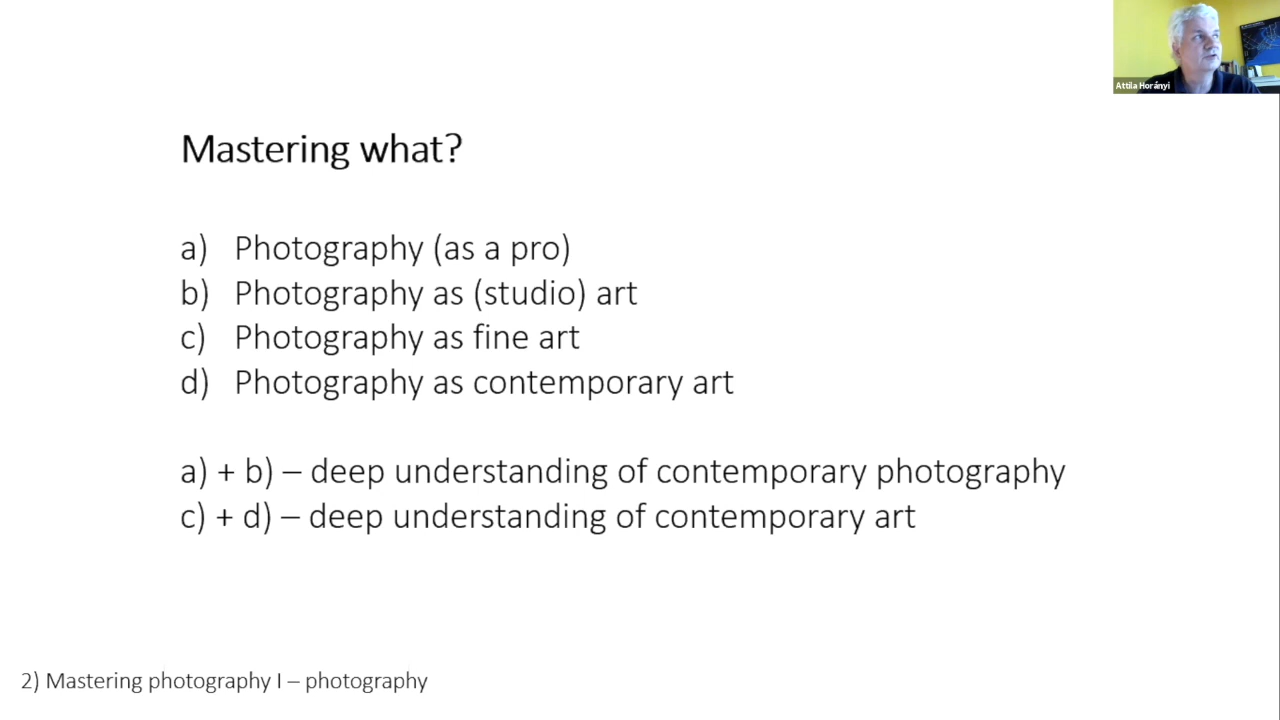 Attila Horányi
Mastering what?
a) Photography (as a pro)
b) Photography as (studio) art
c) Photography as fine art
d) Photography as contemporary art
a) + b) – deep understanding of contemporary photography
c) + d) – deep understanding of contemporary art
2) Mastering photography I – photography